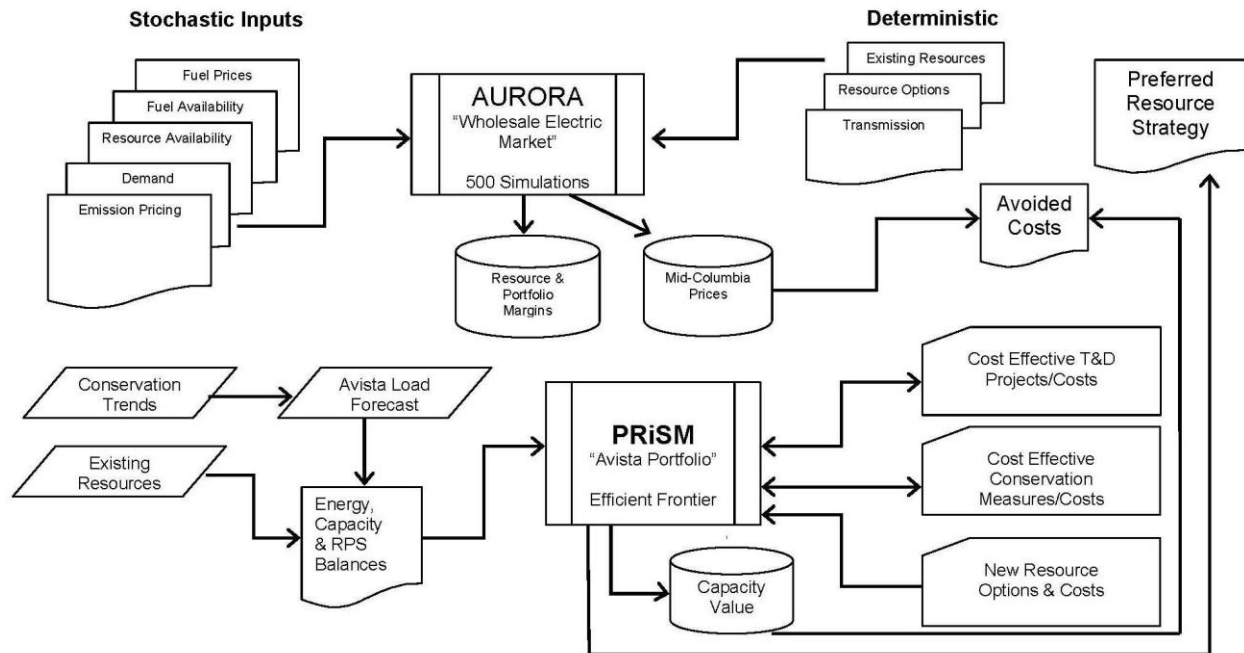 Stochastic Inputs
Deterministic
Fuel Prices
Fuel Availability
Resource Availability
Demand
Emission Pricing
AURORA
“Wholesale Electric
Market”
500 Simulations
Existing Resources
Resource Options
Transmission
Preferred
Resource
Strategy
Resource &
Portfolio
Margins
Mid-Columbia
Prices
Avoided
Costs
Conservation
Trends
Avista Load
Forecast
Existing
Resources
Energy,
Capacity
& RPS
Balances
PRiSM
“Avista Portfolio”
Efficient Frontier
Capacity
Value
Cost Effective T&D
Projects/Costs
Cost Effective
Conservation
Measures/Costs
New Resource
Options & Costs